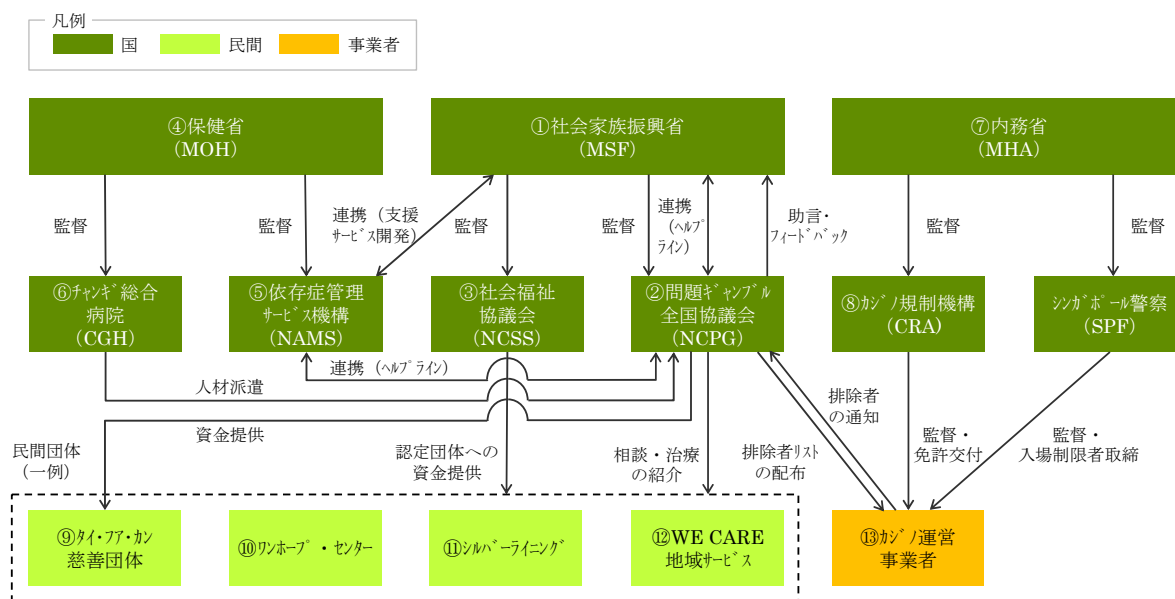 凡例
国
民間
事業者
④保健省
(MOH)
①社会家族振興省
(MSF)
⑦内務省
(MHA)
監督
監督
連携（支援
ｻｰﾋﾞｽ開発）
監督
監督
連携
（ﾍﾙﾌﾟ
ﾗｲﾝ）
助言・
ﾌｨｰﾄﾞﾊﾞｯｸ
監督
監督
⑥ﾁｬﾝｷﾞ総合
病院
(CGH)
⑤依存症管理
ｻｰﾋﾞｽ機構
(NAMS)
③社会福祉
協議会
(NCSS)
②問題ｷﾞｬﾝﾌﾞﾙ
全国協議会
(NCPG)
⑧ｶｼﾞﾉ規制機構
(CRA)
ｼﾝｶﾞﾎﾟｰﾙ警察
(SPF)
連携（ﾍﾙﾌﾟﾗｲﾝ）
人材派遣
資金提供
排除者
の通知
民間団体
（一例）
認定団体への
資金提供
相談・治療
の紹介
排除者ﾘｽﾄ
の配布
監督・
免許交付
監督・
入場制限者取締
⑨ﾀｲ・ﾌｱ・ｶﾝ
慈善団体
⑩ﾜﾝﾎｰﾌﾟ・ｾﾝﾀｰ
⑪ｼﾙﾊﾞｰﾗｲﾆﾝｸﾞ
⑫WE CARE
地域ｻｰﾋﾞｽ
⑬ｶｼﾞﾉ運営
事業者